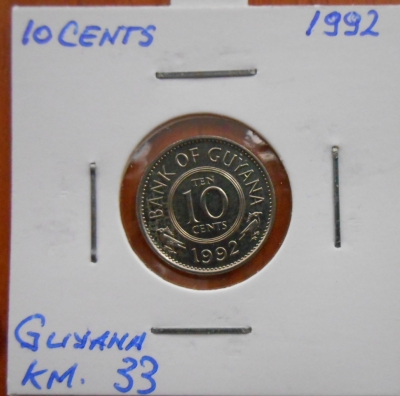 10 CENTS 1992
BANK OF GUYANA
TEN
10
CENTS
1992
GUYANA
KM. 33